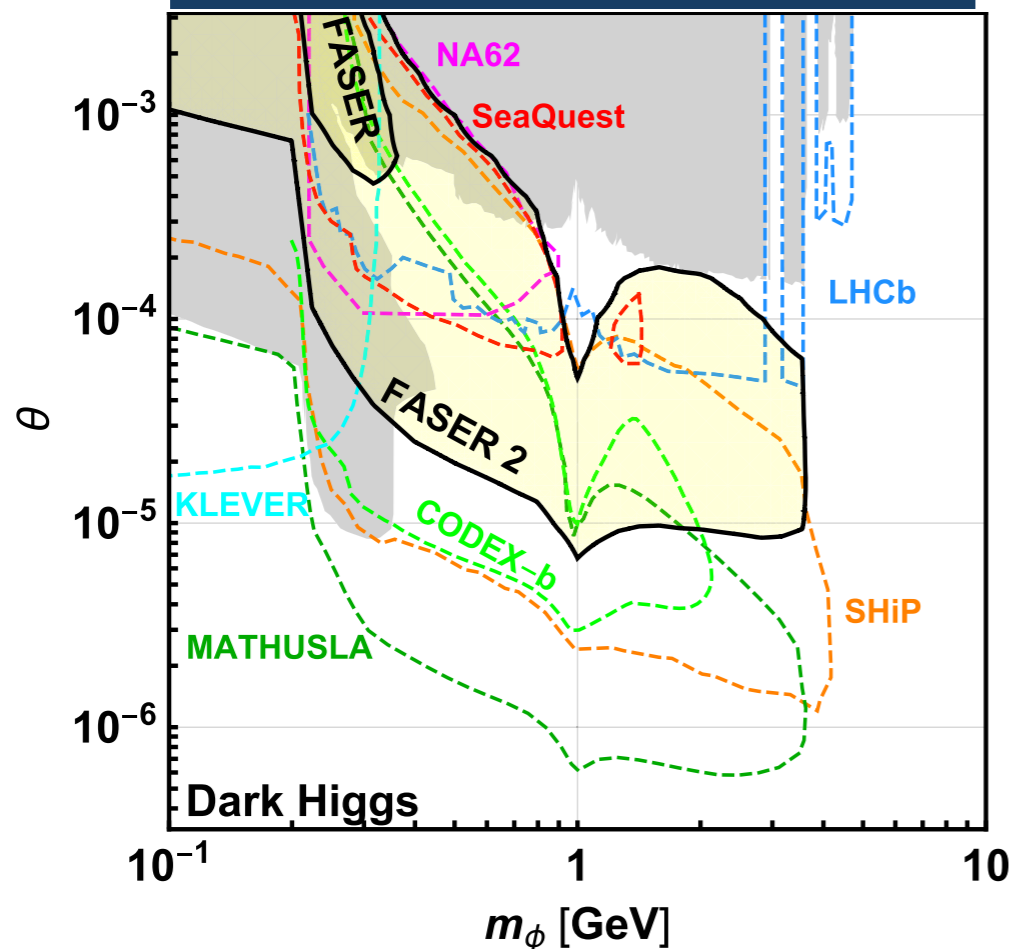 FASER
NA62
SeaQuest
LHCb
FASER 2
KLEVER
CODEX–b
SHiP
MATHUSLA
Dark Higgs
10⁻³
10⁻⁴
10⁻⁵
10⁻⁶
θ
10⁻¹
1
10
mϕ [GeV]